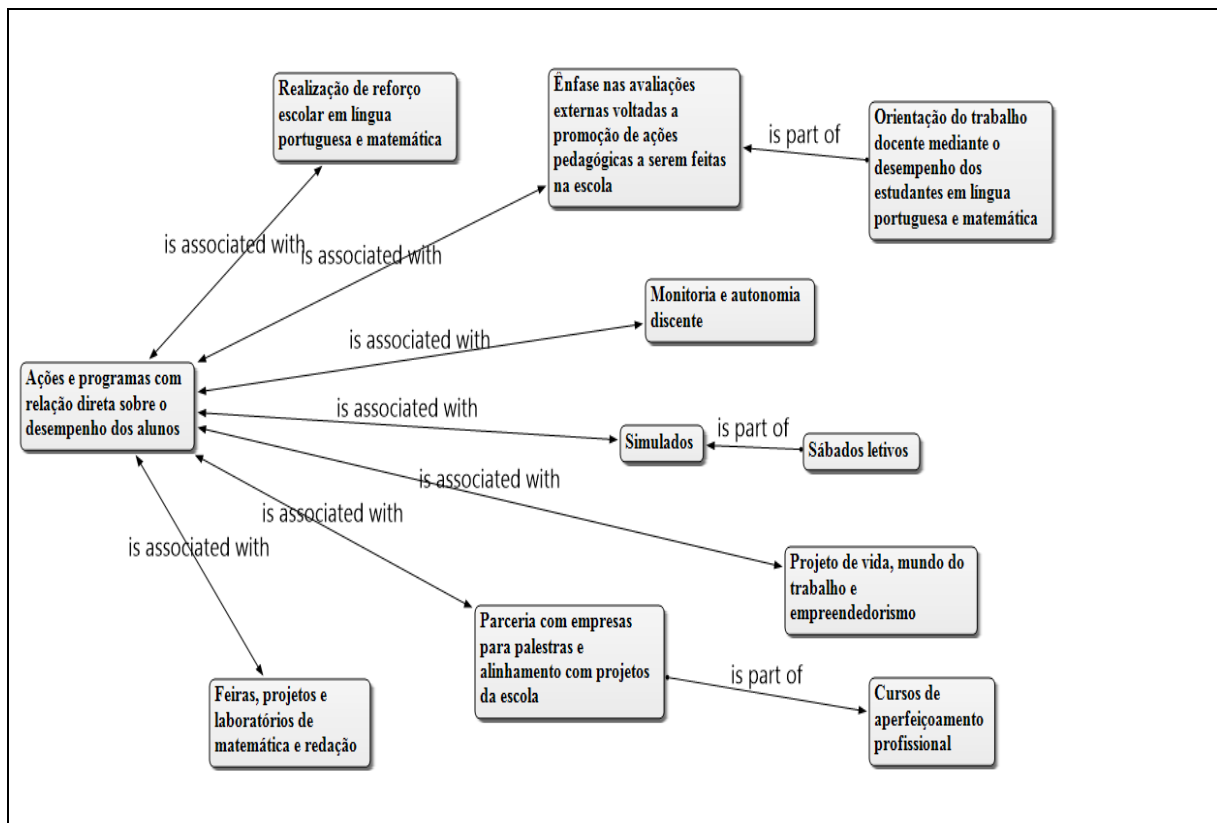 Realização de reforço
escolar em língua
portuguesa e matemática
Ênfase nas avaliações
externas voltadas a
promoção de ações
pedagógicas a serem feitas
na escola
is part of
Orientação do trabalho
docente mediante o
desempenho dos
estudantes em língua
portuguesa e matemática
is associated with
is associated with
Monitoria e autonomia
discente
is associated with
Ações e programas com
relação direta sobre o
desempenho dos alunos
is associated with
Simulados
is part of
Sábados letivos
is associated with
is associated with
is associated with
Projeto de vida, mundo do
trabalho e
empreendedorismo
Parceria com empresas
para palestras e
alinhamento com projetos
da escola
is part of
Cursos de
aperfeiçoamento
profissional
Feiras, projetos e
laboratórios de
matemática e redação